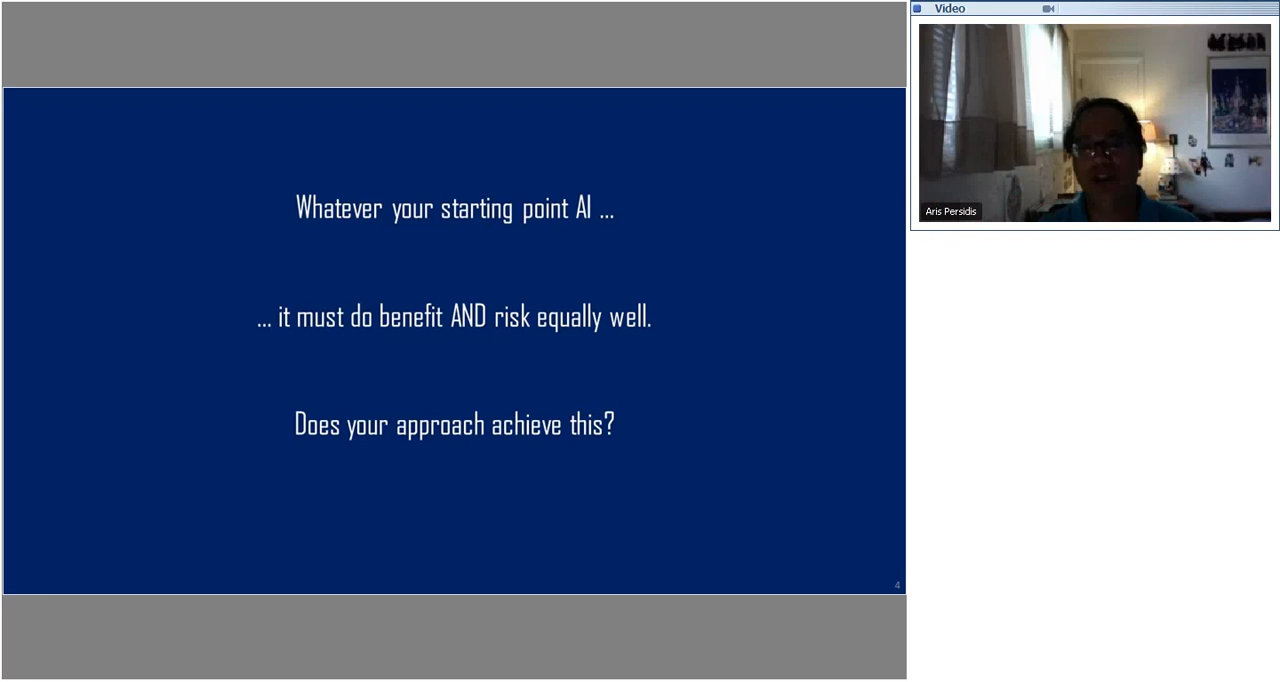 Video
Whatever your starting point AI ...
... it must do benefit AND risk equally well.
Does your approach achieve this?
4
Aris Persidis